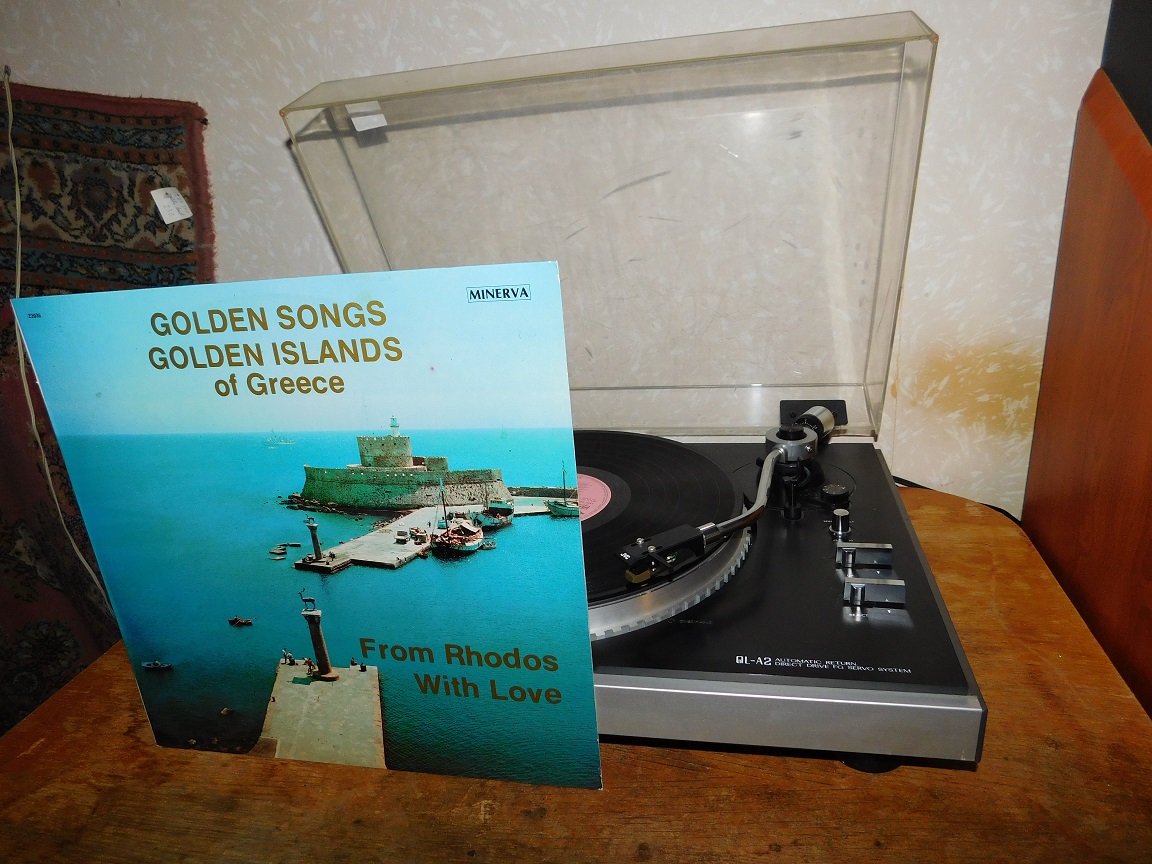 MINERVA
GOLDEN SONGS
GOLDEN ISLANDS
of Greece
From Rhodos
With Love
JVC
QL-A2 AUTOMATIC RETURN
DIRECT DRIVE FG SERVO SYSTEM